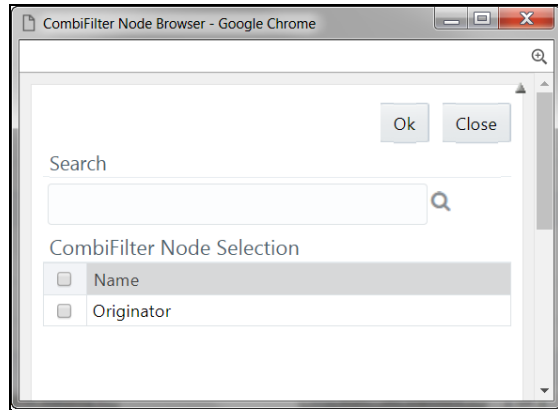 CombiFilter Node Browser - Google Chrome
Ok Close
Search
CombiFilter Node Selection
Name
Originator